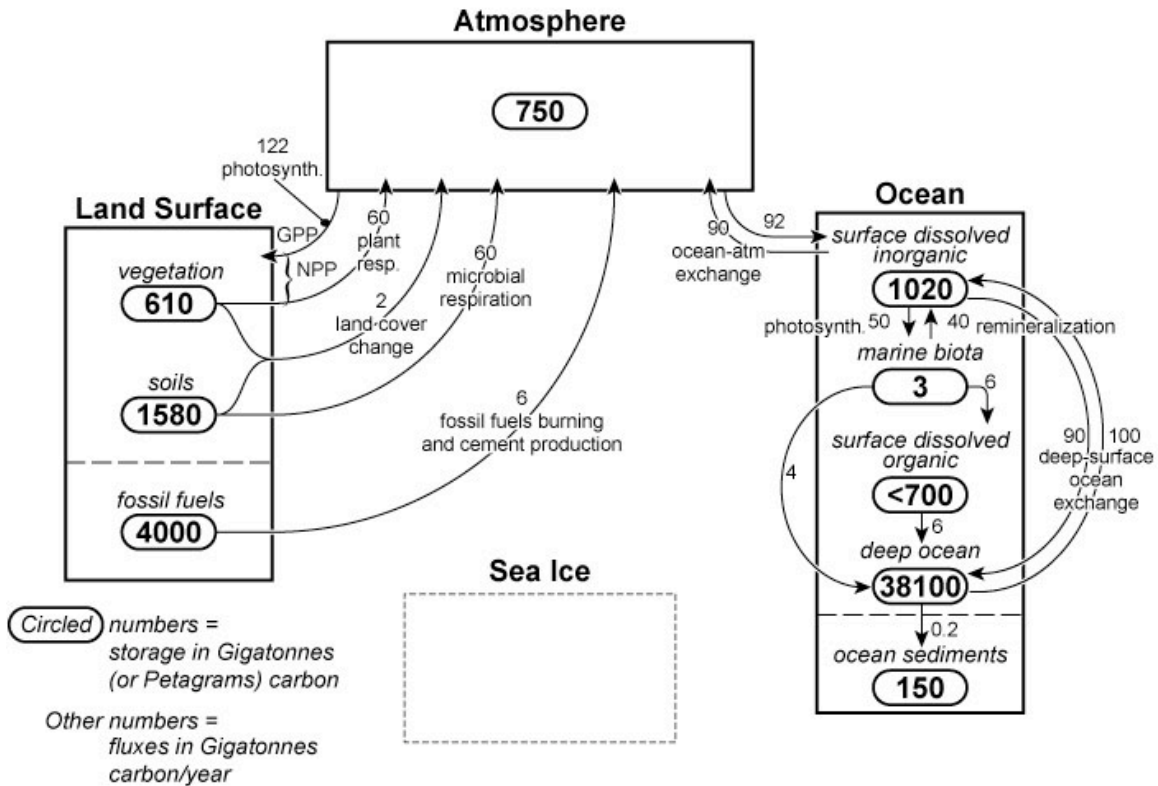 Atmosphere
750
122
photosynth.
Land Surface
GPP
NPP
60
plant
resp.
vegetation
610
2
land-cover
change
60
microbial
respiration
soils
1580
6
fossil fuels burning
and cement production
fossil fuels
4000
90
ocean-atm
exchange
92
Ocean
surface dissolved
inorganic
1020
photosynth. 50
40 remineralization
marine biota
3
6
surface dissolved
organic
<700
4
6
90 100
deep-surface
ocean
exchange
deep ocean
38100
0.2
ocean sediments
150
Sea Ice
Circled numbers =
storage in Gigatonnes
(or Petagrams) carbon
Other numbers =
fluxes in Gigatonnes
carbon/year